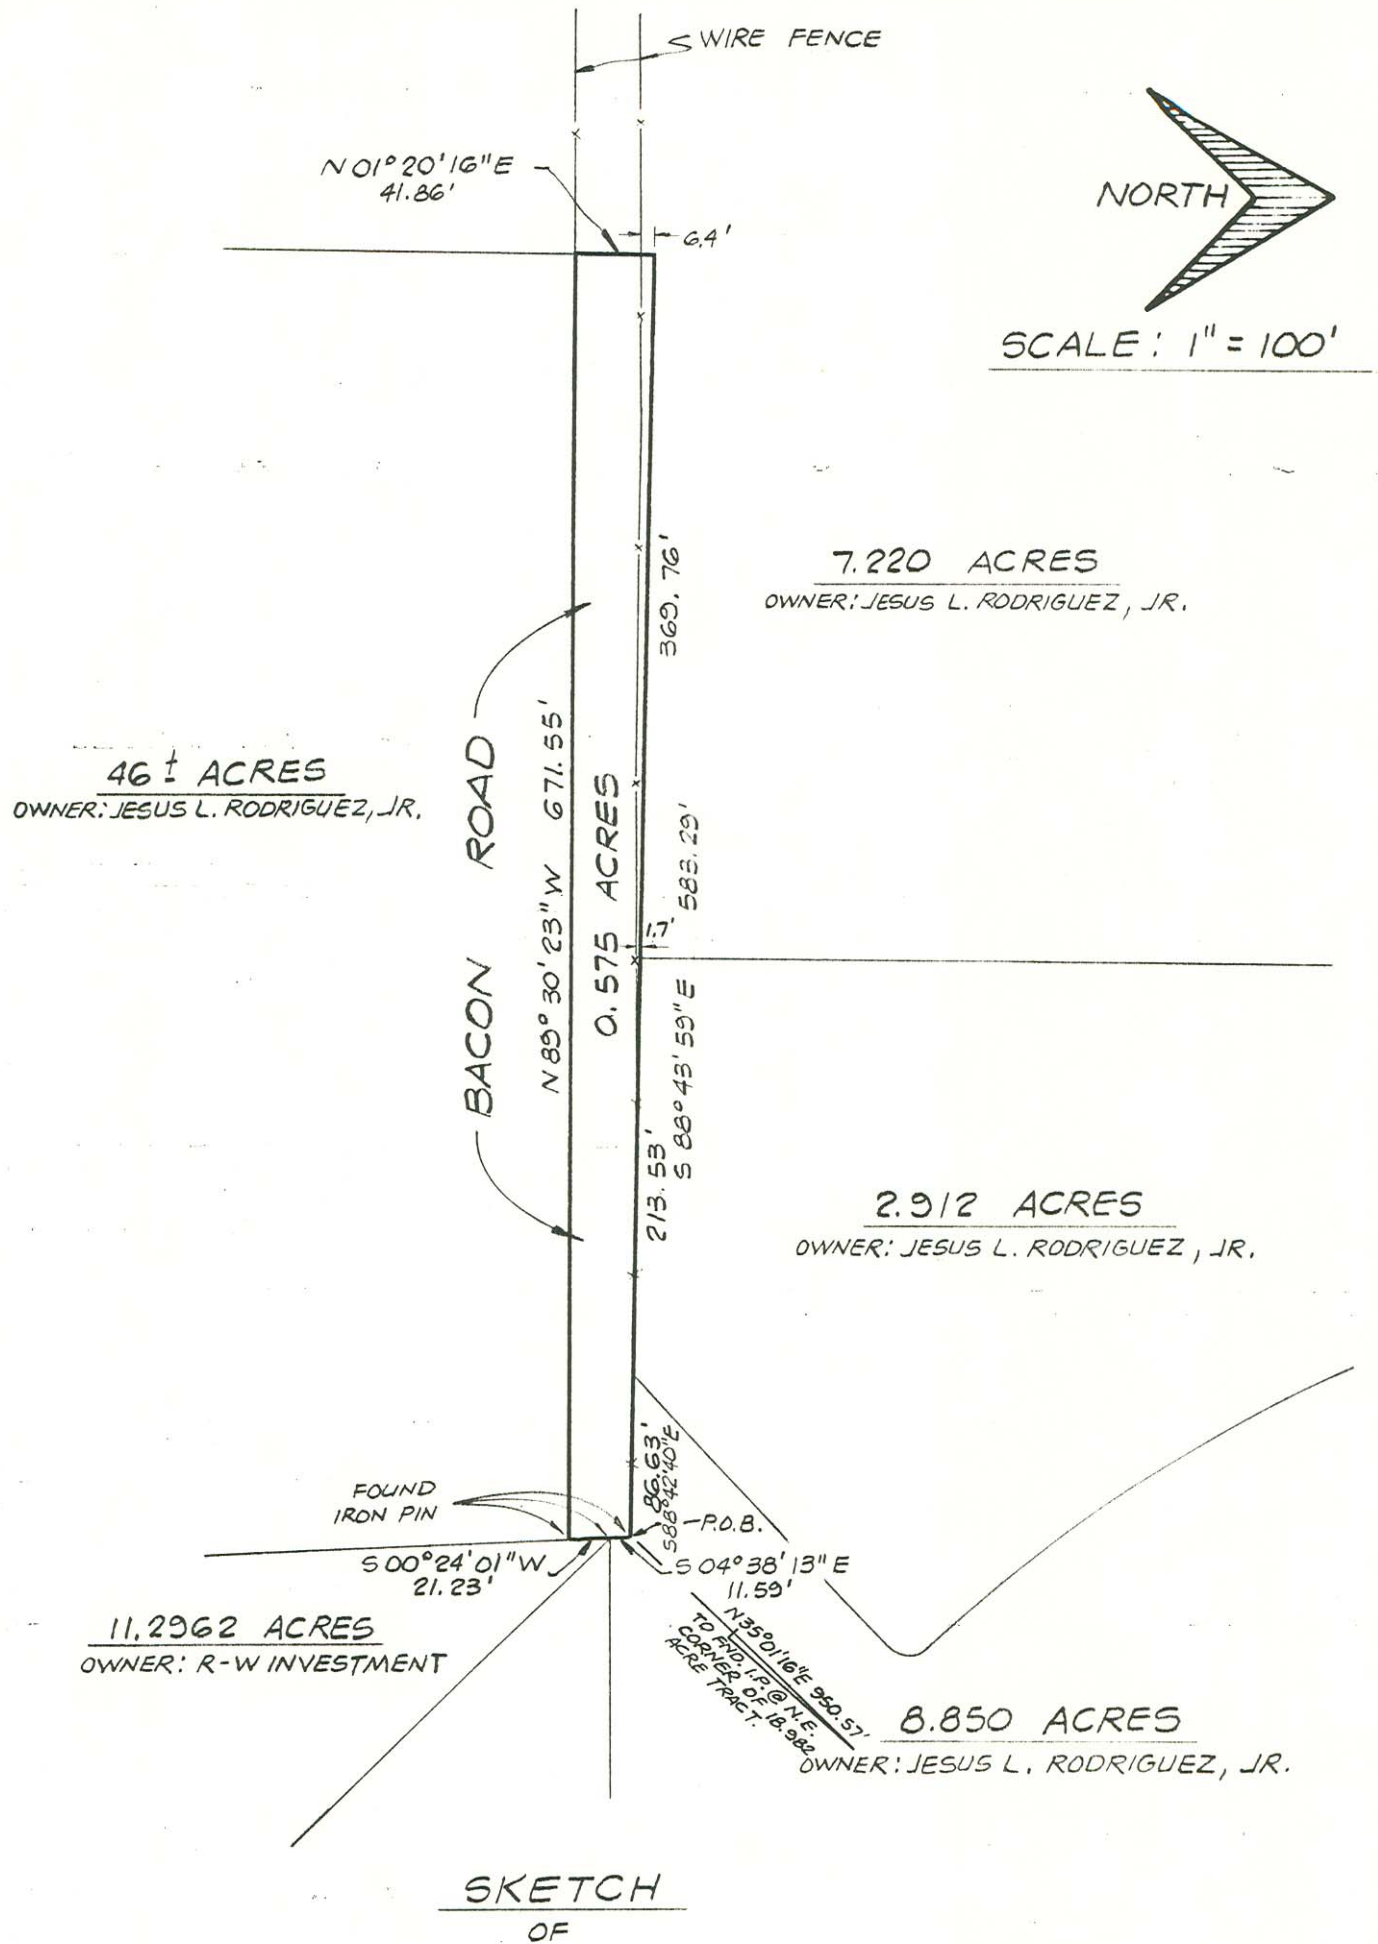 WIRE FENCE
N 01° 20' 16" E
41.86'
6.4'
NORTH
SCALE: 1" = 100'
369.76'
7.220 ACRES
OWNER: JESUS L. RODRIGUEZ, JR.
46 ± ACRES
OWNER: JESUS L. RODRIGUEZ, JR.
BACON ROAD
N 89° 30' 23" W 671.55'
0.575 ACRES
583.29'
1.7'
S 88° 43' 59" E
213.53'
2.912 ACRES
OWNER: JESUS L. RODRIGUEZ, JR.
86.63'
S 88° 42' 40" E
FOUND
IRON PIN
P.O.B.
S 00° 24' 01" W
21.23'
S 04° 38' 13" E
11.59'
N 35° 01' 16" E 950.57'
TO FND. I.P. @ N.E.
CORNER OF 18.982
ACRE TRACT.
11.2962 ACRES
OWNER: R-W INVESTMENT
8.850 ACRES
OWNER: JESUS L. RODRIGUEZ, JR.
SKETCH
OF